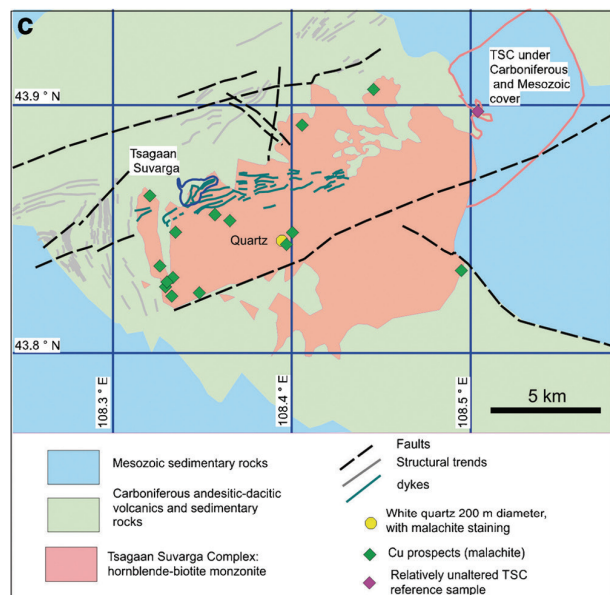 C
TSC under
Carboniferous
and Mesozoic
cover
43.9 ° N
Tsagaan
Suvarga
Quartz
43.8 ° N
108.3 ° E
108.4 ° E
108.5 ° E
5 km
Mesozoic sedimentary rocks
Carboniferous andesitic-dacitic
volcanics and sedimentary
rocks
Tsagaan Suvarga Complex:
hornblende-biotite monzonite
Faults
Structural trends
dykes
White quartz 200 m diameter,
with malachite staining
Cu prospects (malachite)
Relatively unaltered TSC
reference sample